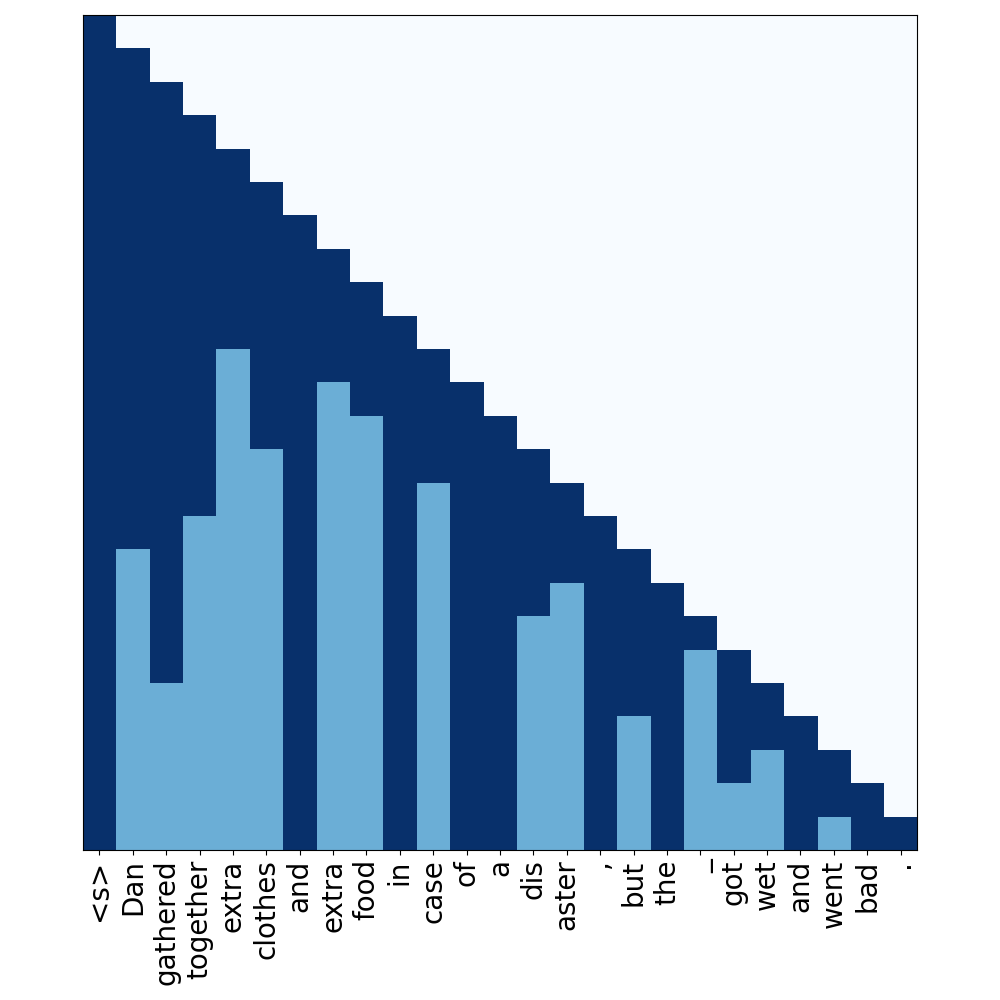 <s> Dan gathered together extra clothes and extra food in case of a dis aster , but the _ got wet and went bad .